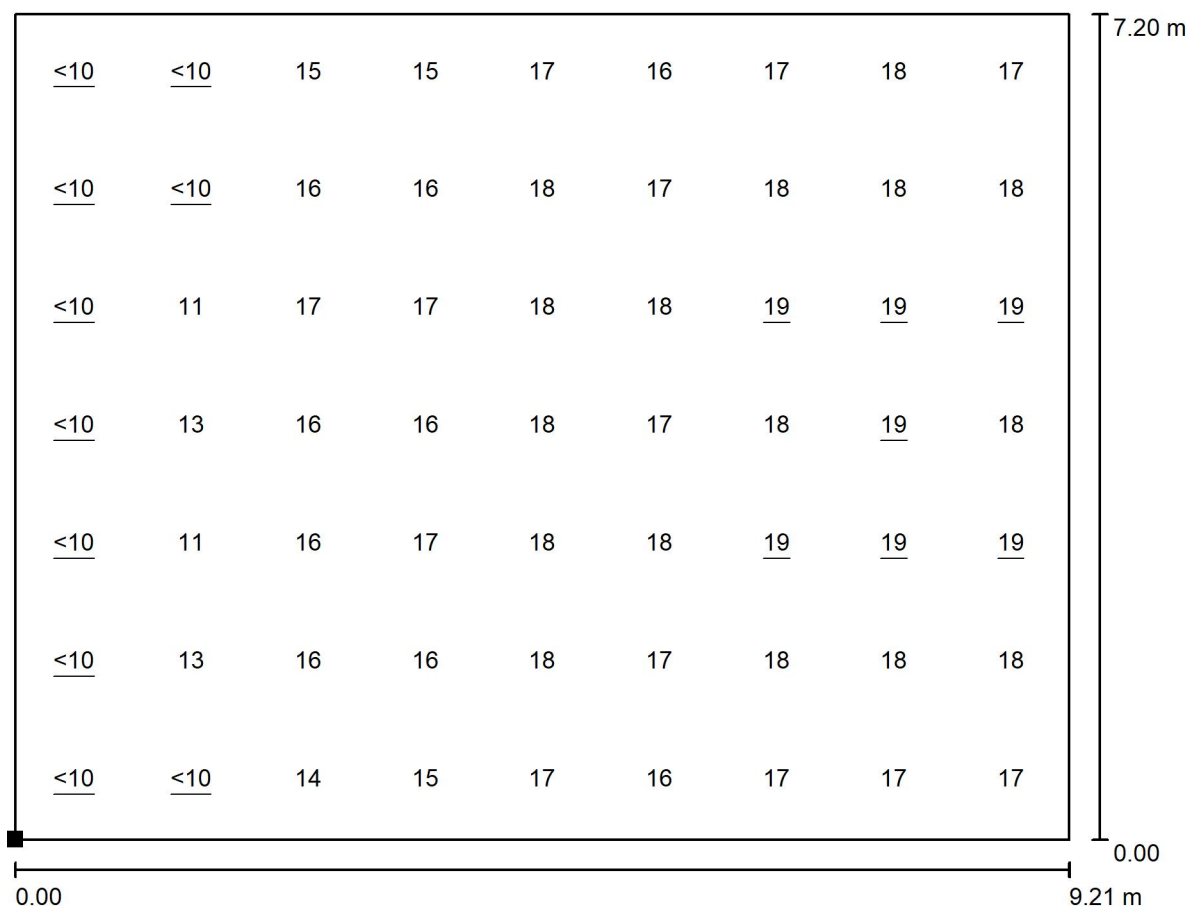 7.20 m
<10 <10 15 15 17 16 17 18 17
<10 <10 16 16 18 17 18 18 18
<10 11 17 17 18 18 19 19 19
<10 13 16 16 18 17 18 19 18
<10 11 16 17 18 18 19 19 19
<10 13 16 16 18 17 18 18 18
<10 <10 14 15 17 16 17 17 17
0.00
0.00 9.21 m